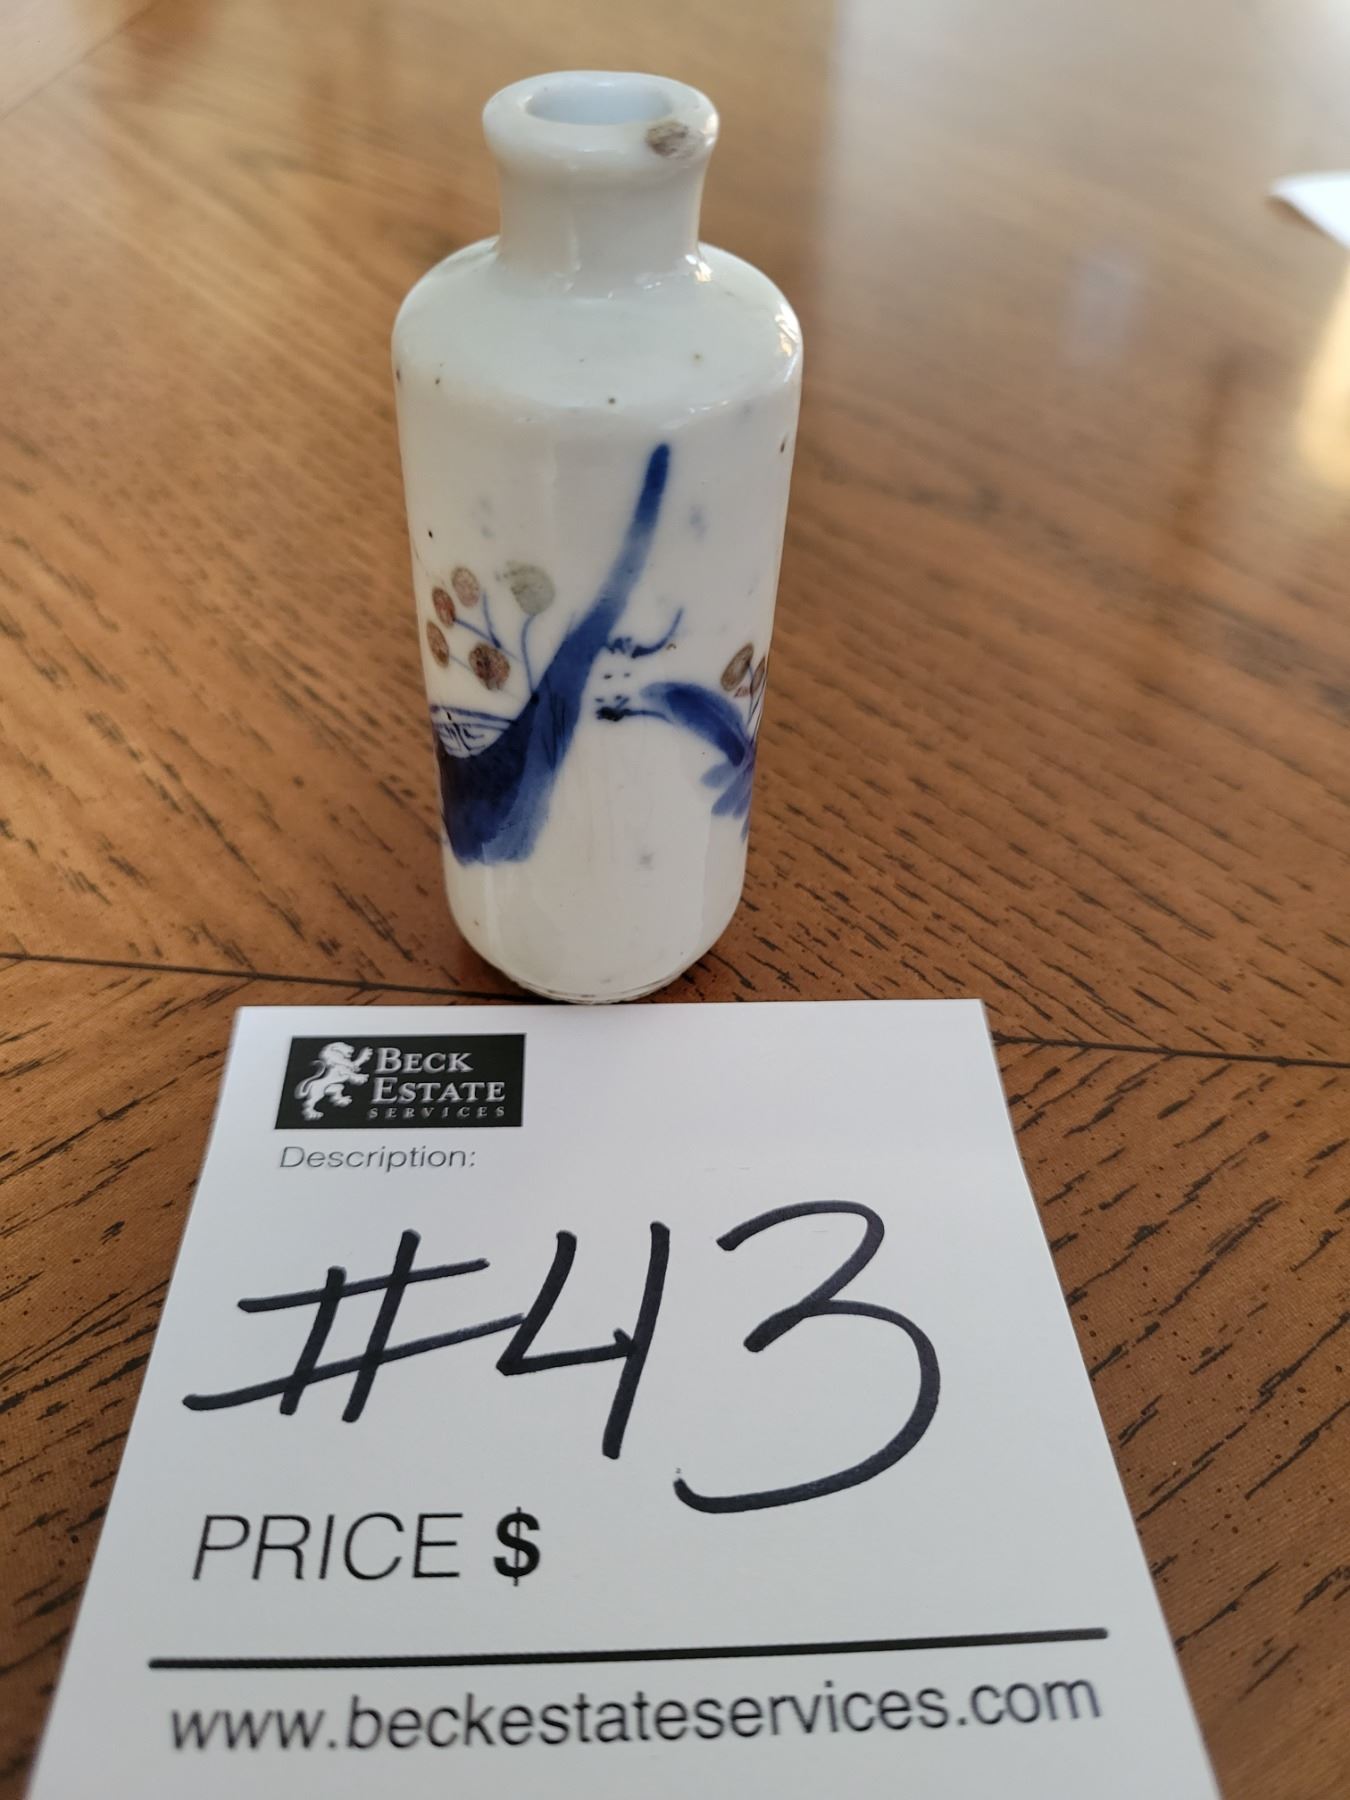 BECK
ESTATE
SERVICES
Description:
#43
PRICE $
www.beckestateservices.com